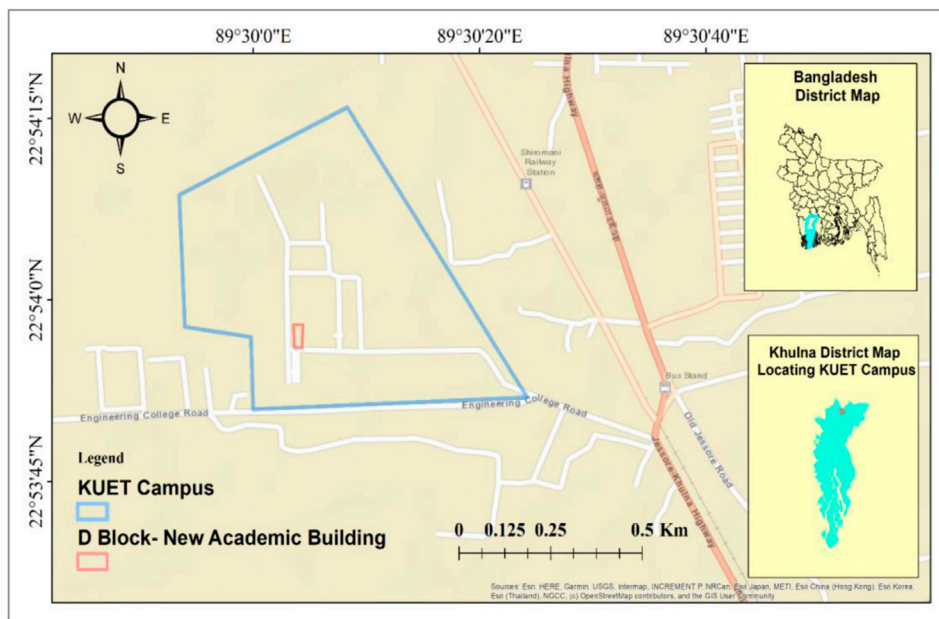 89°30'0"E
89°30'20"E
89°30'40"E
22°54'15"N
22°54'0"N
22°53'45"N
N
W
E
S
Bangladesh
District Map
Shiromani
Railway
Station
Highway
Khulna District Map
Locating KUET Campus
Bus Stand
Engineering College Road
Engineering College Road
Old Jessore Road
Jessore-Khulna Highway
Legend
KUET Campus
D Block- New Academic Building
0 0.125 0.25 0.5 Km
Sources: Esri, HERE, Garmin, USGS, Intermap, INCREMENT P, NRCan, Esri Japan, METI, Esri China (Hong Kong), Esri Korea,
Esri (Thailand), NGCC, (c) OpenStreetMap contributors, and the GIS User Community